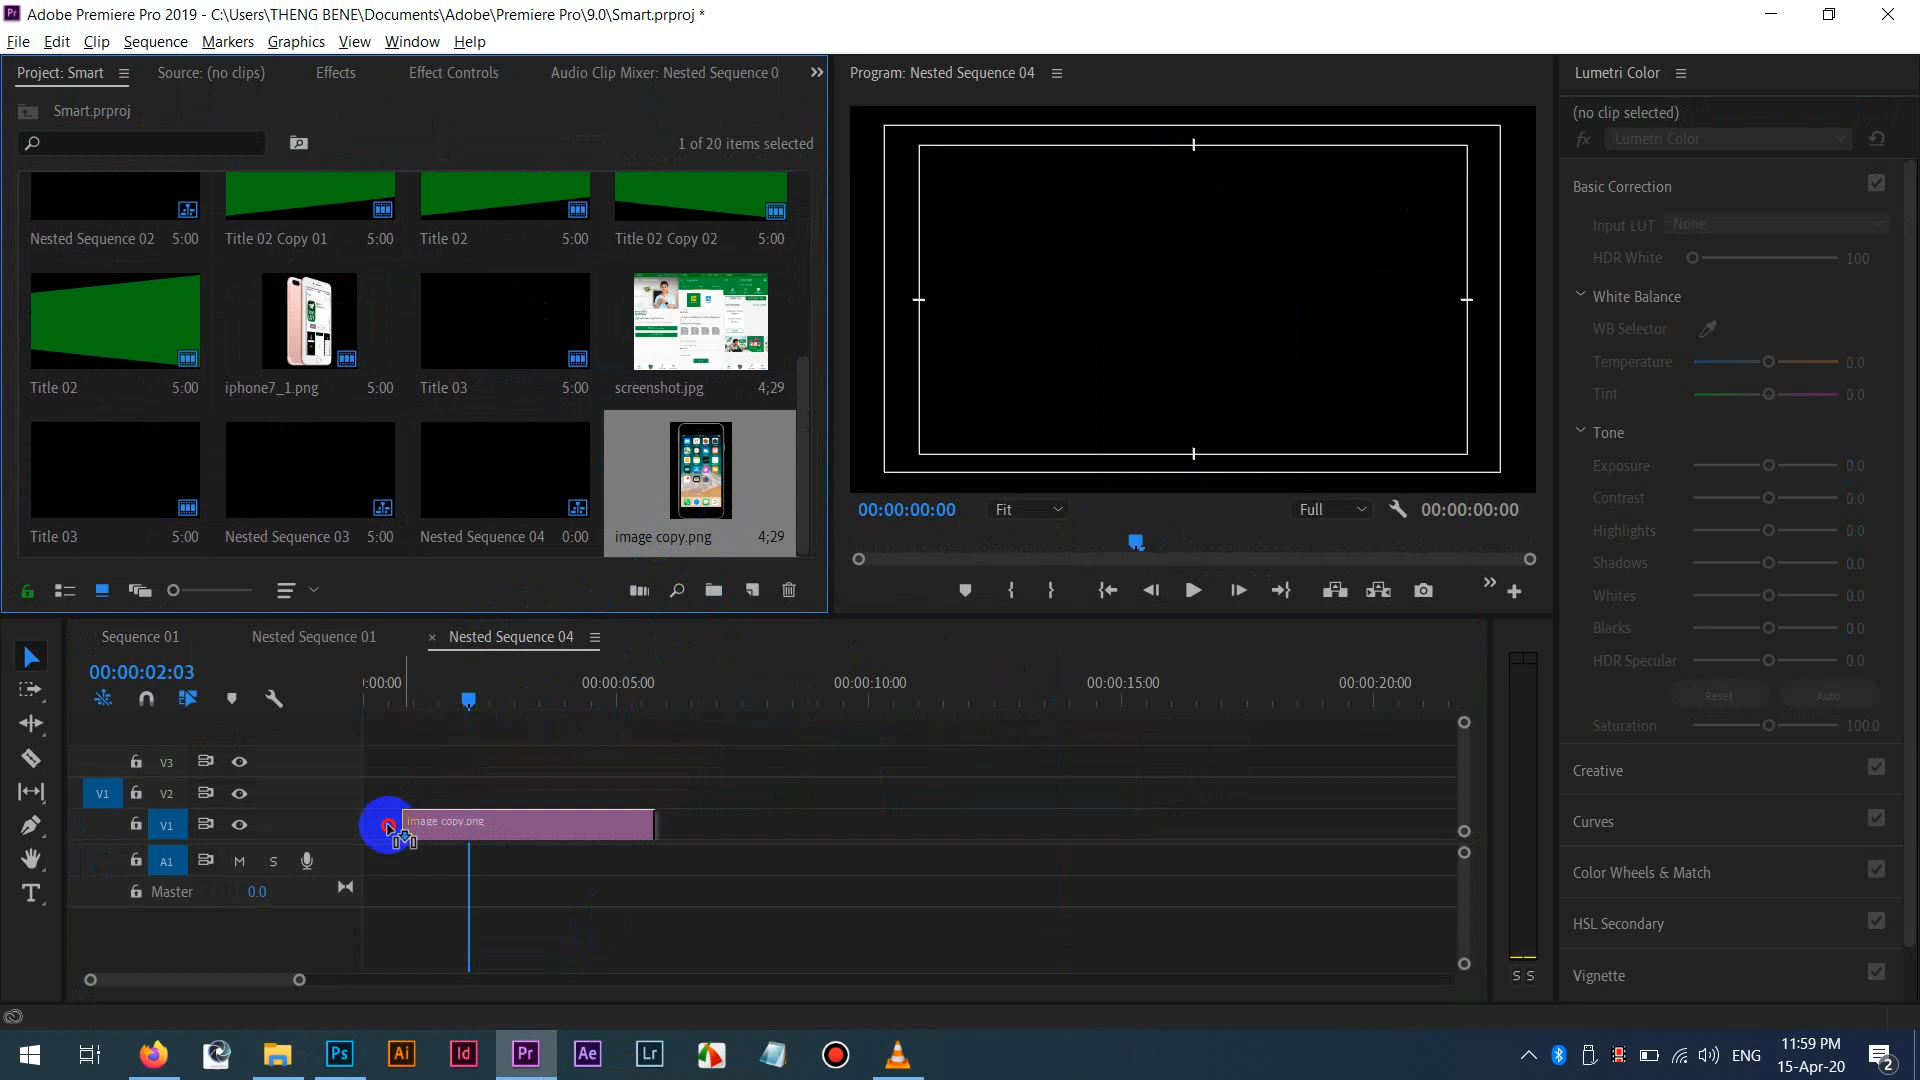 Adobe Premiere Pro 2019 - C:\Users\THENG BENE\Documents\Adobe\Premiere Pro\9.0\Smart.prproj *
File Edit Clip Sequence Markers Graphics View Window Help
Project: Smart
Source: (no clips)
Effects
Effect Controls
Audio Clip Mixer: Nested Sequence 0
Smart.prproj
1 of 20 items selected
Nested Sequence 02 5:00
Title 02 Copy 01 5:00
Title 02 5:00
Title 02 Copy 02 5:00
Title 02 5:00
iphone7_1.png 5:00
Title 03 5:00
screenshot.jpg 4;29
Title 03 5:00
Nested Sequence 03 5:00
Nested Sequence 04 0:00
image copy.png 4;29
Program: Nested Sequence 04
00:00:00:00
Fit
Full
00:00:00:00
Lumetri Color
(no clip selected)
fx Lumetri Color
Basic Correction
Input LUT None
HDR White 100
White Balance
WB Selector
Temperature 0.0
Tint 0.0
Tone
Exposure 0.0
Contrast 0.0
Highlights 0.0
Shadows 0.0
Whites 0.0
Blacks 0.0
HDR Specular 0.0
Reset Auto
Saturation 100.0
Creative
Curves
Color Wheels & Match
HSL Secondary
Vignette
Sequence 01
Nested Sequence 01
× Nested Sequence 04
00:00:02:03
:00:00
00:00:05:00
00:00:10:00
00:00:15:00
00:00:20:00
V3
V1 V2
V1
image copy.png
A1 M S
Master 0.0
S S
Ps Ai Id Pr Ae Lr
ENG
11:59 PM
15-Apr-20
2